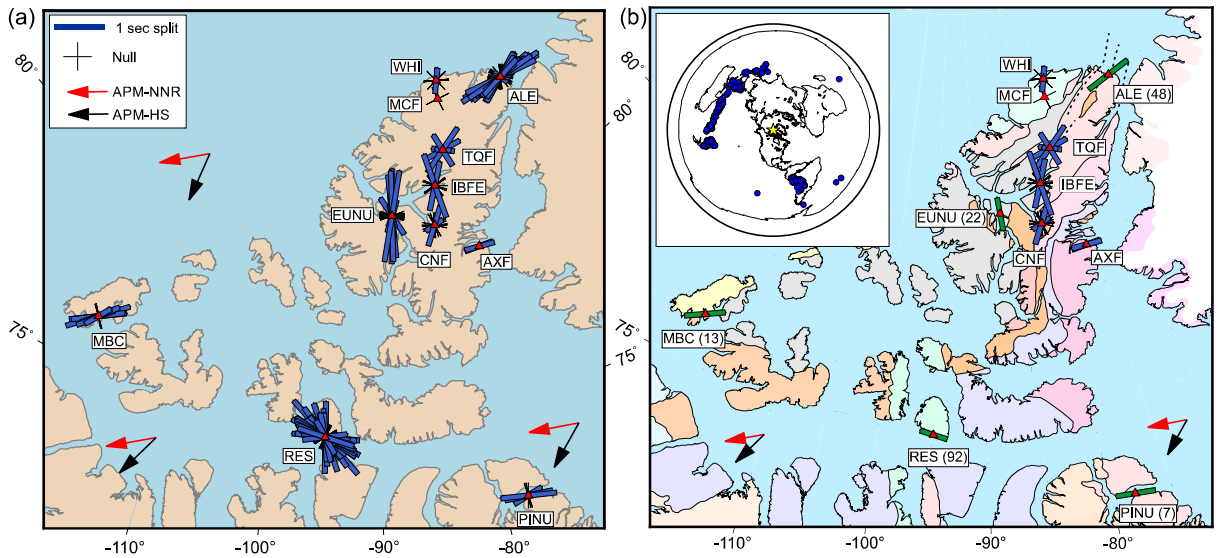 (a)
1 sec split
Null
APM-NNR
APM-HS
80°
75°
WHI
MCF
ALE
TQF
IBFE
EUNU
CNF
AXF
MBC
RES
PINU
-110
-100
-90
-80
80°
75°
(b)
WHI
MCF
ALE (48)
TQF
IBFE
EUNU (22)
CNF
AXF
MBC (13)
RES (92)
PINU (7)
80°
75°
-110
-100
-90
-80